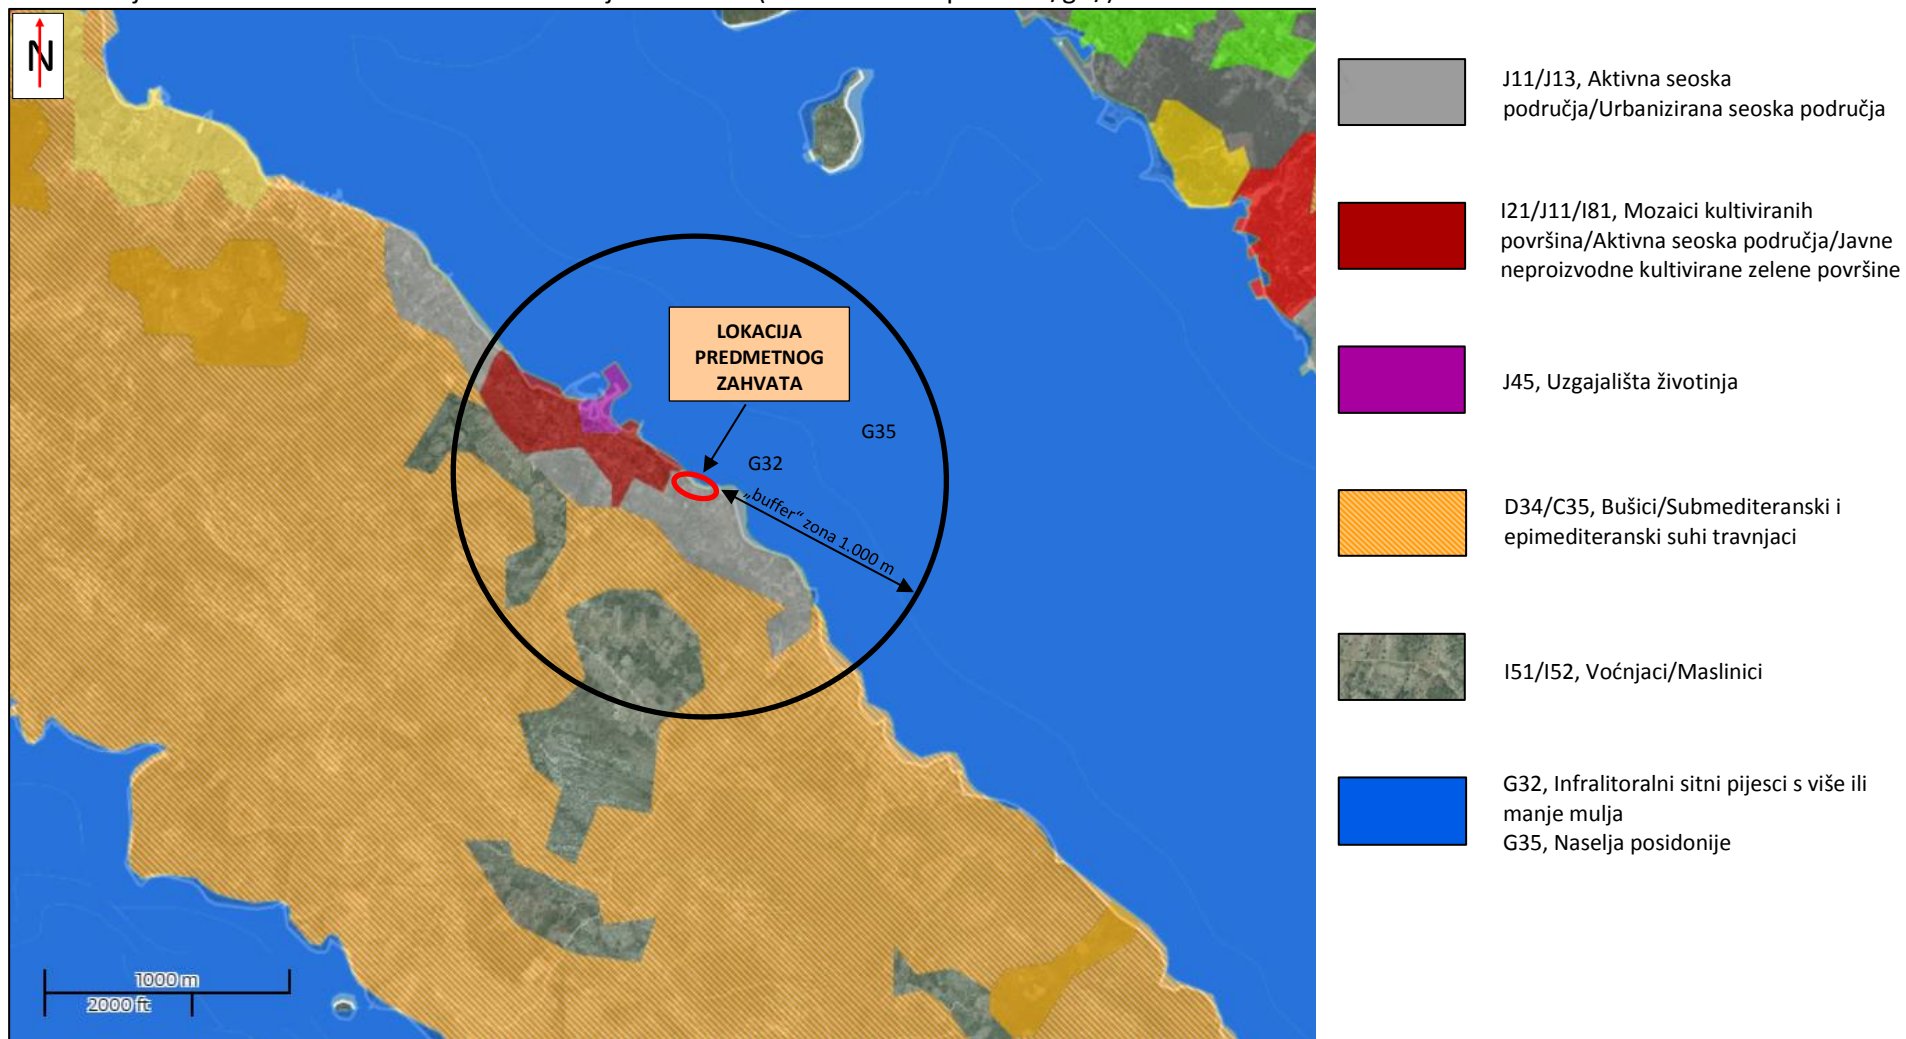 N
LOKACIJA
PREDMETNOG
ZAHVATA
G35
G32
„buffer“ zona 1.000 m
1000 m
2000 ft
J11/J13, Aktivna seoska
područja/Urbanizirana seoska područja
I21/J11/I81, Mozaici kultiviranih
površina/Aktivna seoska područja/Javne
neproizvodne kultivirane zelene površine
J45, Uzgajališta životinja
D34/C35, Bušici/Submediteranski i
epimediteranski suhi travnjaci
I51/I52, Voćnjaci/Maslinici
G32, Infralitoralni sitni pijesci s više ili
manje mulja
G35, Naselja posidonije